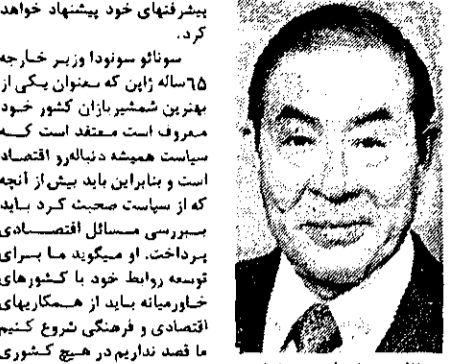 پیشرفتهای خود پیشنهاد خواهد
کرد.
سونائو سونودا وزیر خارجه
٦٥ساله ژاپن که بعنوان یکی از
بهترین شمشیربازان کشور خود
معروف است معتقد است که
سیاست همیشه دنباله‌رو اقتصاد
است و بنابراین باید بیش از آنچه
که از سیاست صحبت کرد باید
ببررسی مسائل اقتصادی
پرداخت. او میگوید ما برای
توسعه روابط خود با کشورهای
خاورمیانه باید از همکاریهای
اقتصادی و فرهنگی شروع کنیم
ما قصد نداریم در هیچ کشوری